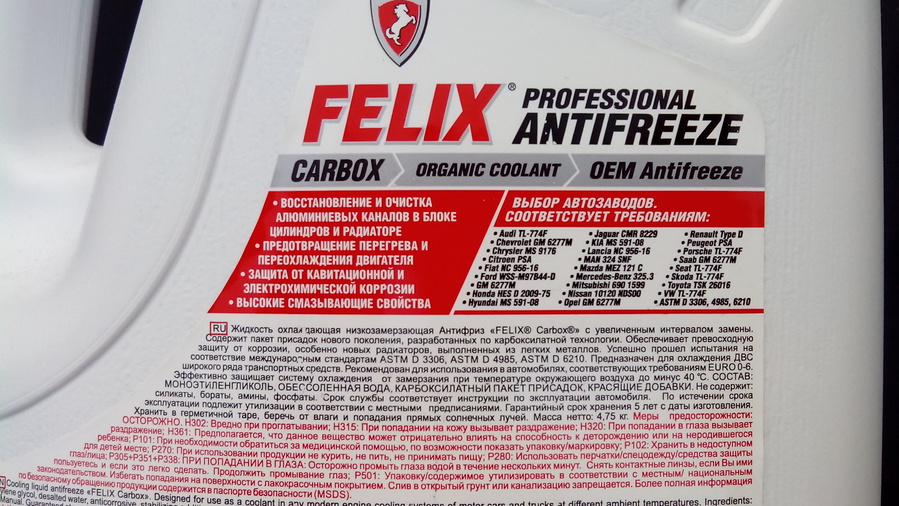 FELIX® PROFESSIONAL
ANTIFREEZE
CARBOX ORGANIC COOLANT OEM Antifreeze
• ВОССТАНОВЛЕНИЕ И ОЧИСТКА
АЛЮМИНИЕВЫХ КАНАЛОВ В БЛОКЕ
ЦИЛИНДРОВ И РАДИАТОРЕ
• ПРЕДОТВРАЩЕНИЕ ПЕРЕГРЕВА И
ПЕРЕОХЛАЖДЕНИЯ ДВИГАТЕЛЯ
• ЗАЩИТА ОТ КАВИТАЦИОННОЙ И
ЭЛЕКТРОХИМИЧЕСКОЙ КОРРОЗИИ
• ВЫСОКИЕ СМАЗЫВАЮЩИЕ СВОЙСТВА
ВЫБОР АВТОЗАВОДОВ.
СООТВЕТСТВУЕТ ТРЕБОВАНИЯМ:
• Audi TL-774F
• Chevrolet GM 6277M
• Chrysler MS 9176
• Citroen PSA
• Fiat NC 956-16
• Ford WSS-M97B44-D
• GM 6277M
• Honda HES D 2009-75
• Hyundai MS 591-08
• Jaguar CMR 8229
• KIA MS 591-08
• Lancia NC 956-16
• MAN 324 SNF
• Mazda MEZ 121 C
• Mercedes-Benz 325.3
• Mitsubishi 690 1599
• Nissan 10120 NDS00
• Opel GM 6277M
• Renault Type D
• Peugeot PSA
• Porsche TL-774F
• Saab GM 6277M
• Seat TL-774F
• Skoda TL-774F
• Toyota TSK 26016
• VW TL-774F
• ASTM D 3306, 4985, 6210
RU Жидкость охлаждающая низкозамерзающая Антифриз «FELIX® Carbox®» с увеличенным интервалом замены.
Содержит пакет присадок нового поколения, разработанных по карбоксилатной технологии. Обеспечивает превосходную
защиту от коррозии, особенно новых радиаторов, выполненных из легких металлов. Успешно прошел испытания на
соответствие международным стандартам ASTM D 3306, ASTM D 4985, ASTM D 6210. Предназначен для охлаждения ДВС
широкого ряда транспортных средств. Рекомендован для использования в автомобилях, соответствующих требованиям EURO 0-6.
Эффективно защищает систему охлаждения от замерзания при температуре окружающего воздуха до минус 40 °C. СОСТАВ:
МОНОЭТИЛЕНГЛИКОЛЬ, ОБЕССОЛЕННАЯ ВОДА, КАРБОКСИЛАТНЫЙ ПАКЕТ ПРИСАДОК, КРАСЯЩИЕ ДОБАВКИ. Не содержит:
силикаты, бораты, амины, фосфаты. Срок службы соответствует инструкции по эксплуатации автомобиля. По истечении срока
эксплуатации подлежит утилизации в соответствии с местными предписаниями. Гарантийный срок хранения 5 лет с даты изготовления.
Хранить в герметичной таре, беречь от влаги и попадания прямых солнечных лучей. Масса нетто: 4,75 кг. Меры предосторожности:
ОСТОРОЖНО. H302: Вредно при проглатывании; H315: При попадании на кожу вызывает раздражение; H320: При попадании в глаза вызывает
раздражение; H361: Предполагается, что данное вещество может отрицательно влиять на способность к деторождению или на неродившегося
ребенка; P101: При необходимости обратиться за медицинской помощью, по возможности показать упаковку/маркировку; P102: Хранить в недоступном
для детей месте; P270: При использовании продукции не курить, не пить, не принимать пищу; P280: Использовать перчатки/спецодежду/средства защиты
глаз/лица; P305+P351+P338: ПРИ ПОПАДАНИИ В ГЛАЗА: Осторожно промыть глаза водой в течение нескольких минут. Снять контактные линзы, если Вы ими
пользуетесь и если это легко сделать. Продолжить промывание глаз; P501: Упаковку/содержимое утилизировать в соответствии с местным/ национальным
законодательством. Избегать попадания на поверхности с лакокрасочным покрытием. Слив в открытый грунт или канализацию запрещается. Более полная информация
по безопасному обращению продукции содержится в паспорте безопасности (MSDS).
Cooling liquid antifreeze «FELIX Carbox». Designed for use as a coolant in any modern engine cooling systems of motor cars and trucks at different ambient temperatures. Ingredients:
glycol, desalted water, anticorrosive,